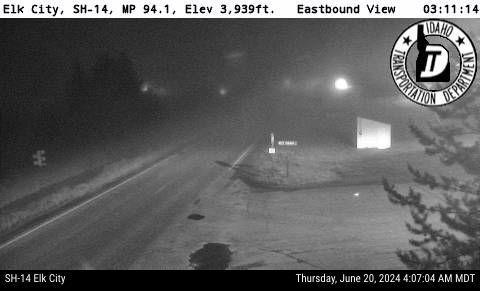 Elk City, SH-14, MP 94.1, Elev 3,939ft. Eastbound View 03:11:14
IDAHO
TRANSPORTATION DEPARTMENT
SH-14 Elk City Thursday, June 20, 2024 4:07:04 AM MDT